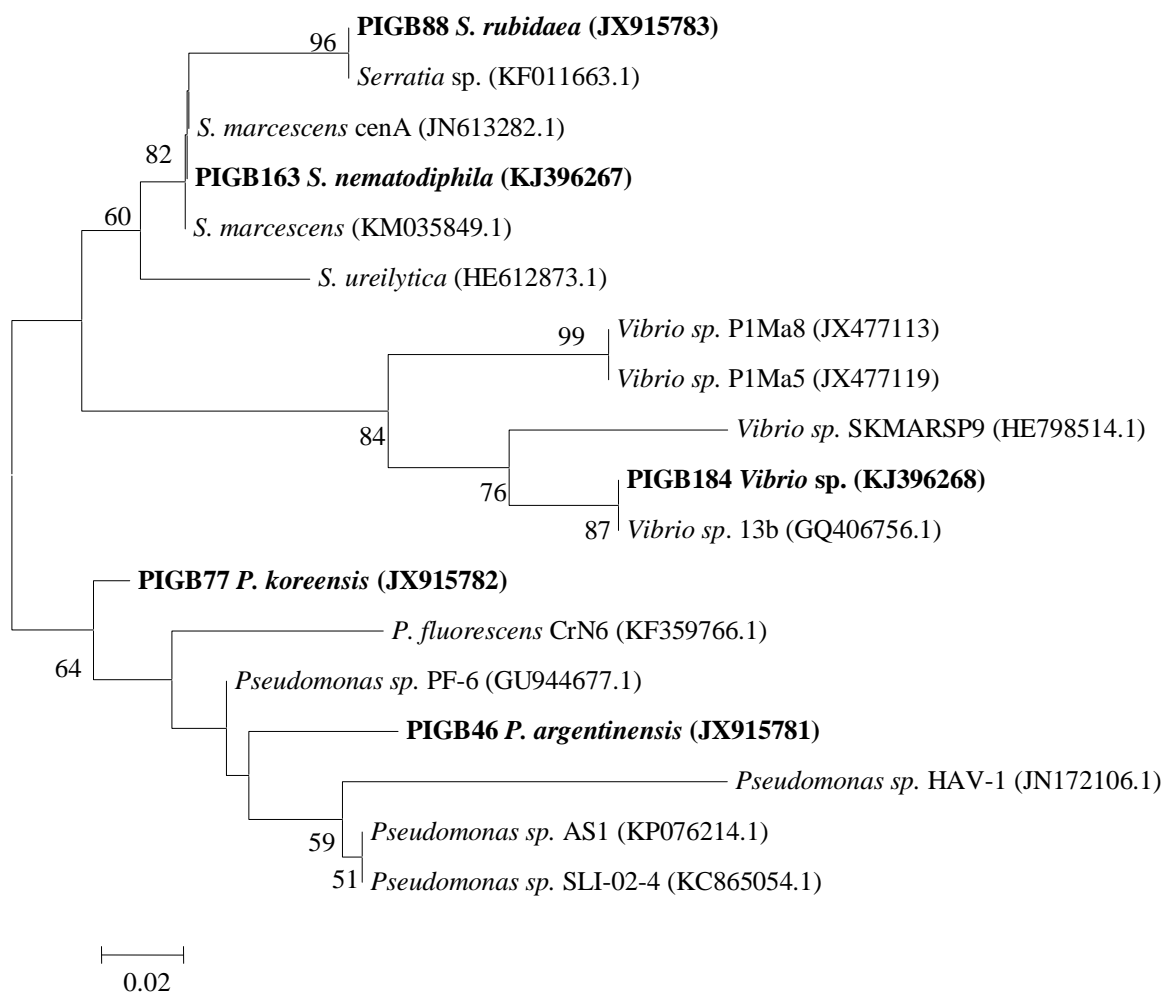 PIGB88 S. rubidaea (JX915783)
96
Serratia sp. (KF011663.1)
S. marcescens cenA (JN613282.1)
82
PIGB163 S. nematodiphila (KJ396267)
60
S. marcescens (KM035849.1)
S. ureilytica (HE612873.1)
Vibrio sp. P1Ma8 (JX477113)
99
Vibrio sp. P1Ma5 (JX477119)
84
Vibrio sp. SKMARSP9 (HE798514.1)
PIGB184 Vibrio sp. (KJ396268)
76
87
Vibrio sp. 13b (GQ406756.1)
PIGB77 P. koreensis (JX915782)
P. fluorescens CrN6 (KF359766.1)
64
Pseudomonas sp. PF-6 (GU944677.1)
PIGB46 P. argentinensis (JX915781)
Pseudomonas sp. HAV-1 (JN172106.1)
Pseudomonas sp. AS1 (KP076214.1)
59
51
Pseudomonas sp. SLI-02-4 (KC865054.1)
0.02